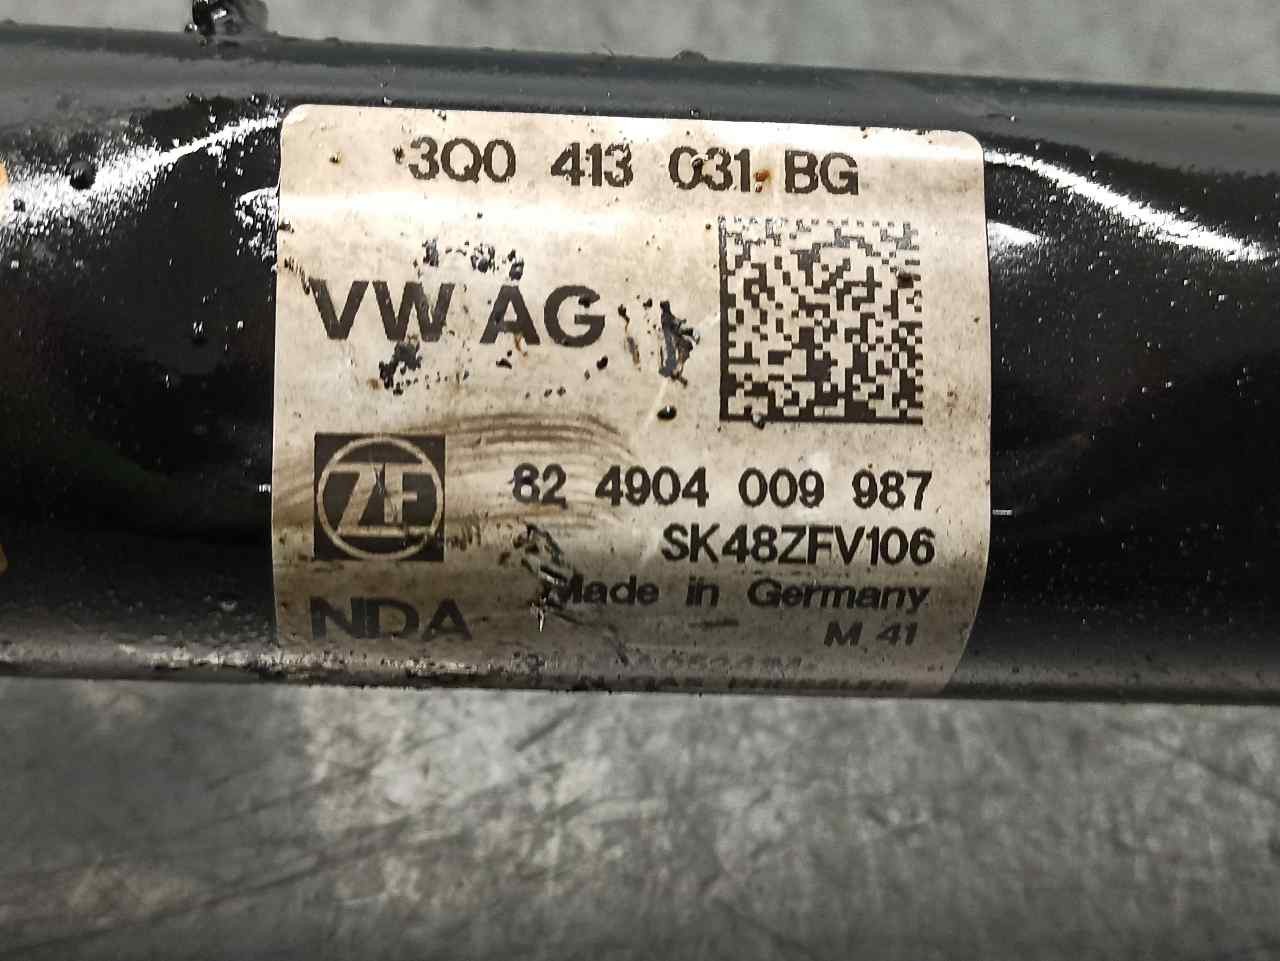 3Q0 413 031 BG
VW AG
ZF
82 4904 009 987
SK48ZFV106
Made in Germany
NDA
M 41